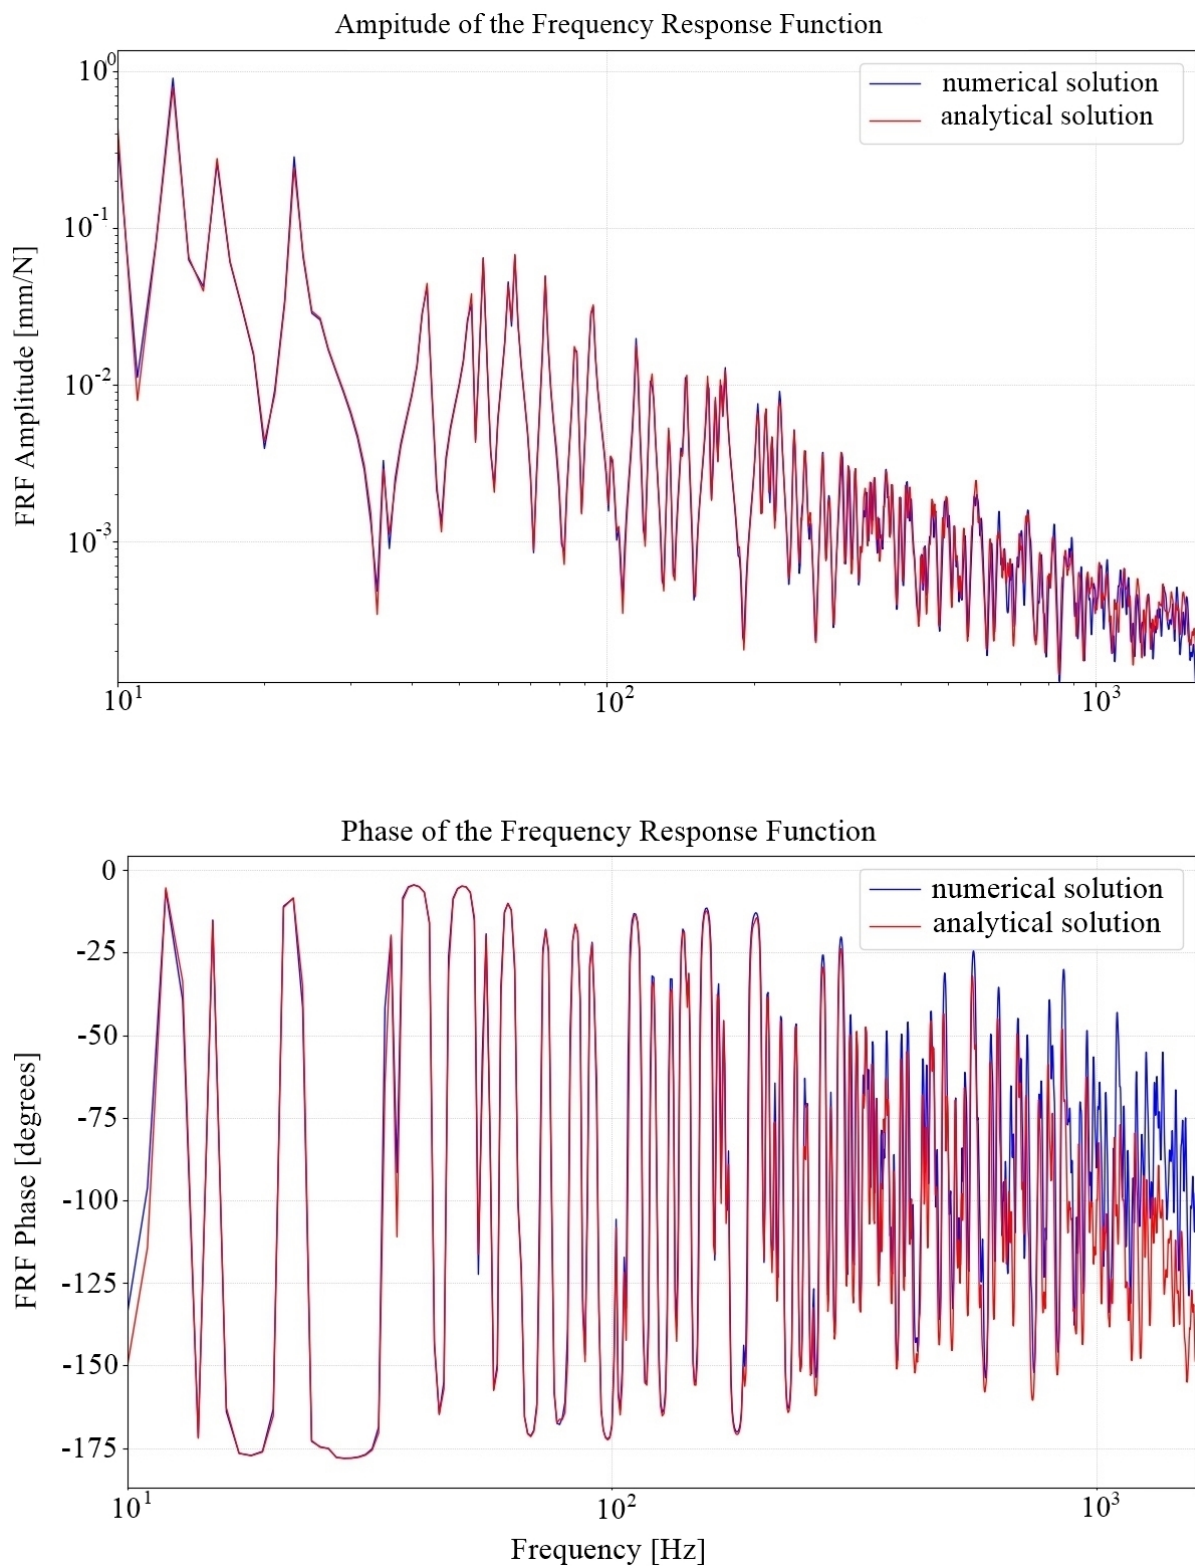 Ampitude of the Frequency Response Function
numerical solution
analytical solution
FRF Amplitude [mm/N]
10^0
10^-1
10^-2
10^-3
10^1 10^2 10^3
Phase of the Frequency Response Function
numerical solution
analytical solution
FRF Phase [degrees]
0
-25
-50
-75
-100
-125
-150
-175
10^1 10^2 10^3
Frequency [Hz]